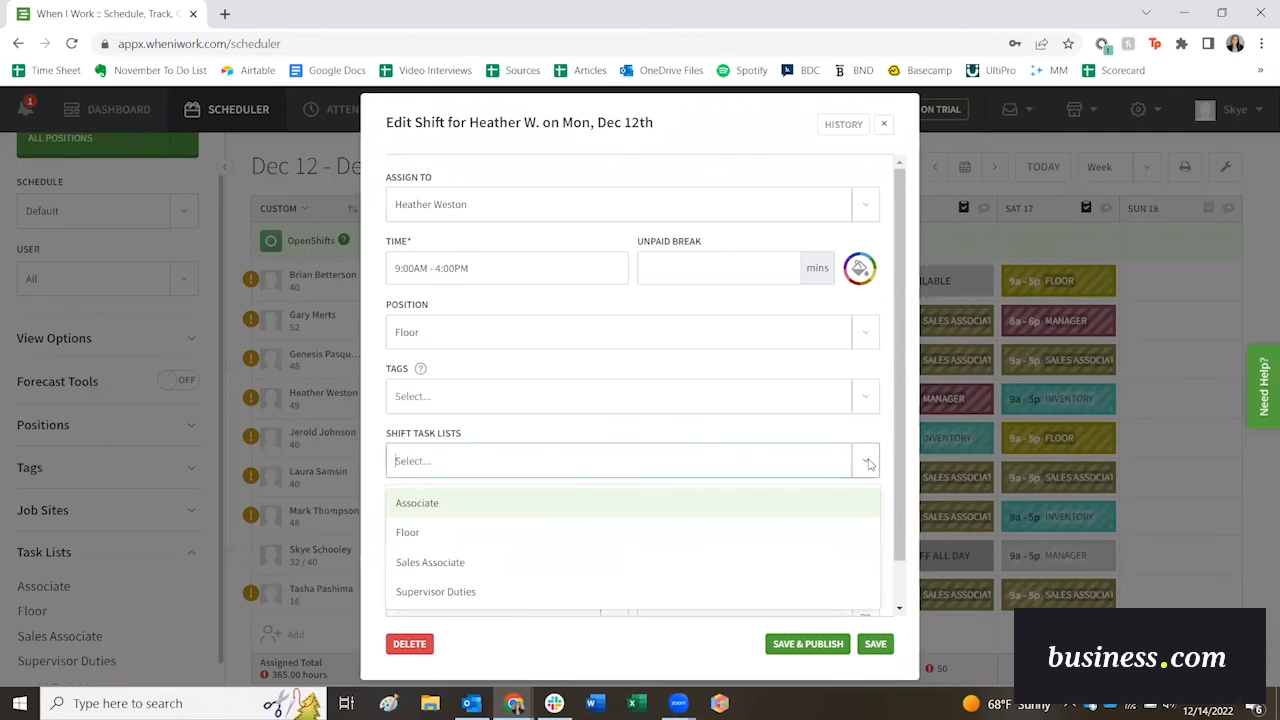 When I Work :: Schedule, Track
appx.wheniwork.com/scheduler
Time Sheet
November To Do List
Airtable
Google Docs
Video Interviews
Sources
Articles
OneDrive Files
Spotify
BDC
BND
Basecamp
UltiPro
MM
Scorecard
1
DASHBOARD
SCHEDULER
ATTEN
ON TRIAL
Skye
ALL POSITIONS
SCHEDULE
Default
USER
All
View Options
Forecast Tools
OFF
Positions
Tags
Job Sites
Task Lists
Associate
Floor
Sales Associate
Supervisor Duties
Dec 12 - De
TODAY
Week
CUSTOM
SAT 17
SUN 18
OpenShifts
Brian Betterson
40
Gary Merts
52
Genesis Pasqu...
48
Heather Weston
49
Jerold Johnson
40
Laura Samsin
40
Mark Thompson
48
Skye Schooley
32 / 40
Tasha Pashima
16
Add
Assigned Total
365.00 hours
Edit Shift for Heather W. on Mon, Dec 12th
HISTORY
ASSIGN TO
Heather Weston
TIME*
9:00AM - 4:00PM
UNPAID BREAK
mins
POSITION
Floor
TAGS
Select...
SHIFT TASK LISTS
Select...
Associate
Floor
Sales Associate
Supervisor Duties
DELETE
SAVE & PUBLISH
SAVE
ILABLE
9a - 5p FLOOR
SALES ASSOCIAT
8a - 6p MANAGER
SALES ASSOCIAT
9a - 5p SALES ASSOCIAT
MANAGER
9a - 5p INVENTORY
INVENTORY
9a - 5p FLOOR
SALES ASSOCIAT
9a - 5p SALES ASSOCIAT
SALES ASSOCIAT
9a - 5p INVENTORY
FF ALL DAY
9a - 5p MANAGER
SALES ASSOCIAT
9a - 5p SALES ASSOCIAT
50
Need Help?
business.com
Type here to search
68°
12/14/2022